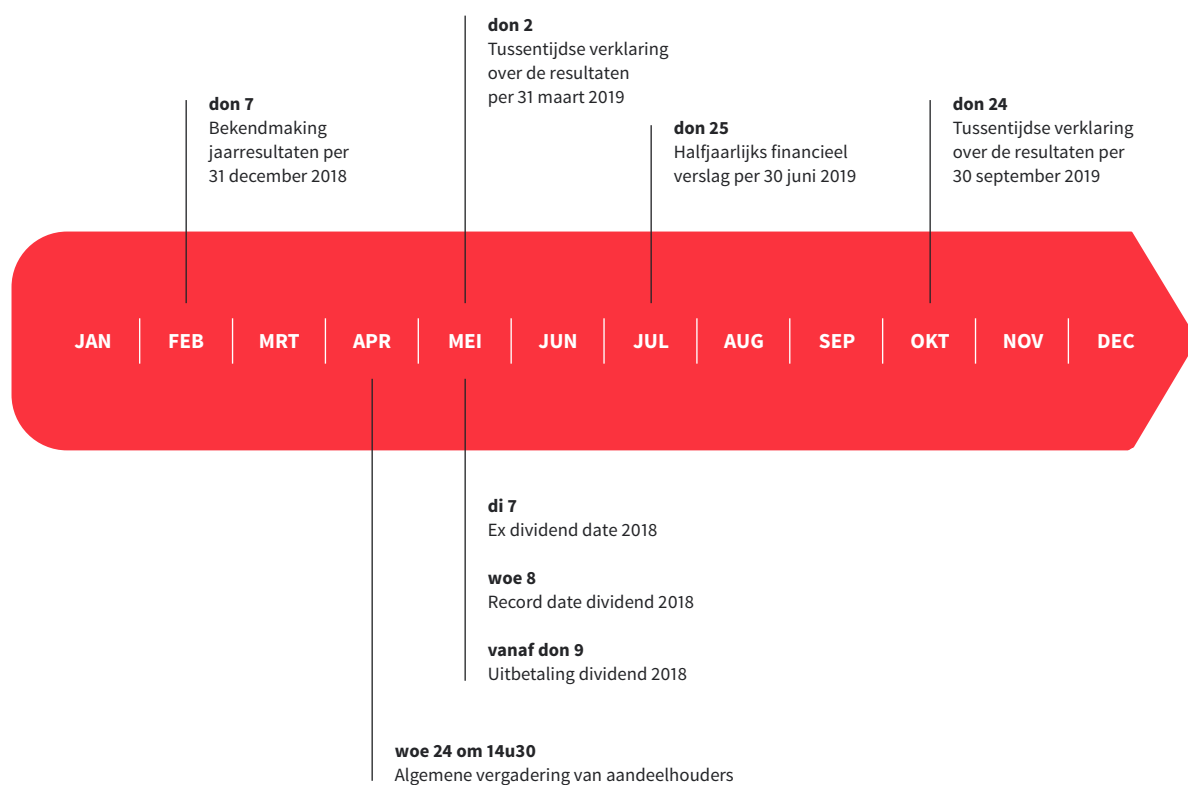 don 2
Tussentijdse verklaring
over de resultaten
per 31 maart 2019
don 7
Bekendmaking
jaarresultaten per
31 december 2018
don 25
Halfjaarlijks financieel
verslag per 30 juni 2019
don 24
Tussentijdse verklaring
over de resultaten per
30 september 2019
JAN FEB MRT APR MEI JUN JUL AUG SEP OKT NOV DEC
di 7
Ex dividend date 2018
woe 8
Record date dividend 2018
vanaf don 9
Uitbetaling dividend 2018
woe 24 om 14u30
Algemene vergadering van aandeelhouders